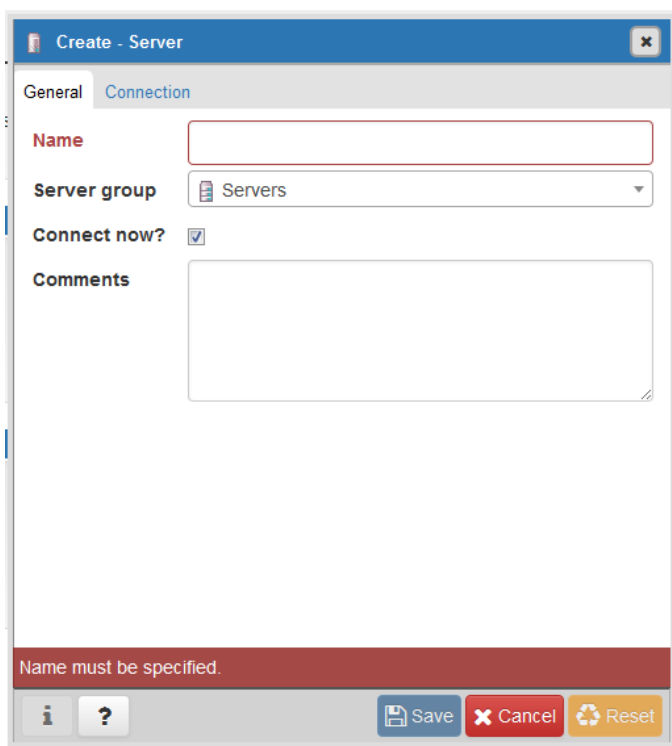 Create - Server
General Connection
Name
Server group Servers
Connect now?
Comments
Name must be specified.
i ? Save Cancel Reset